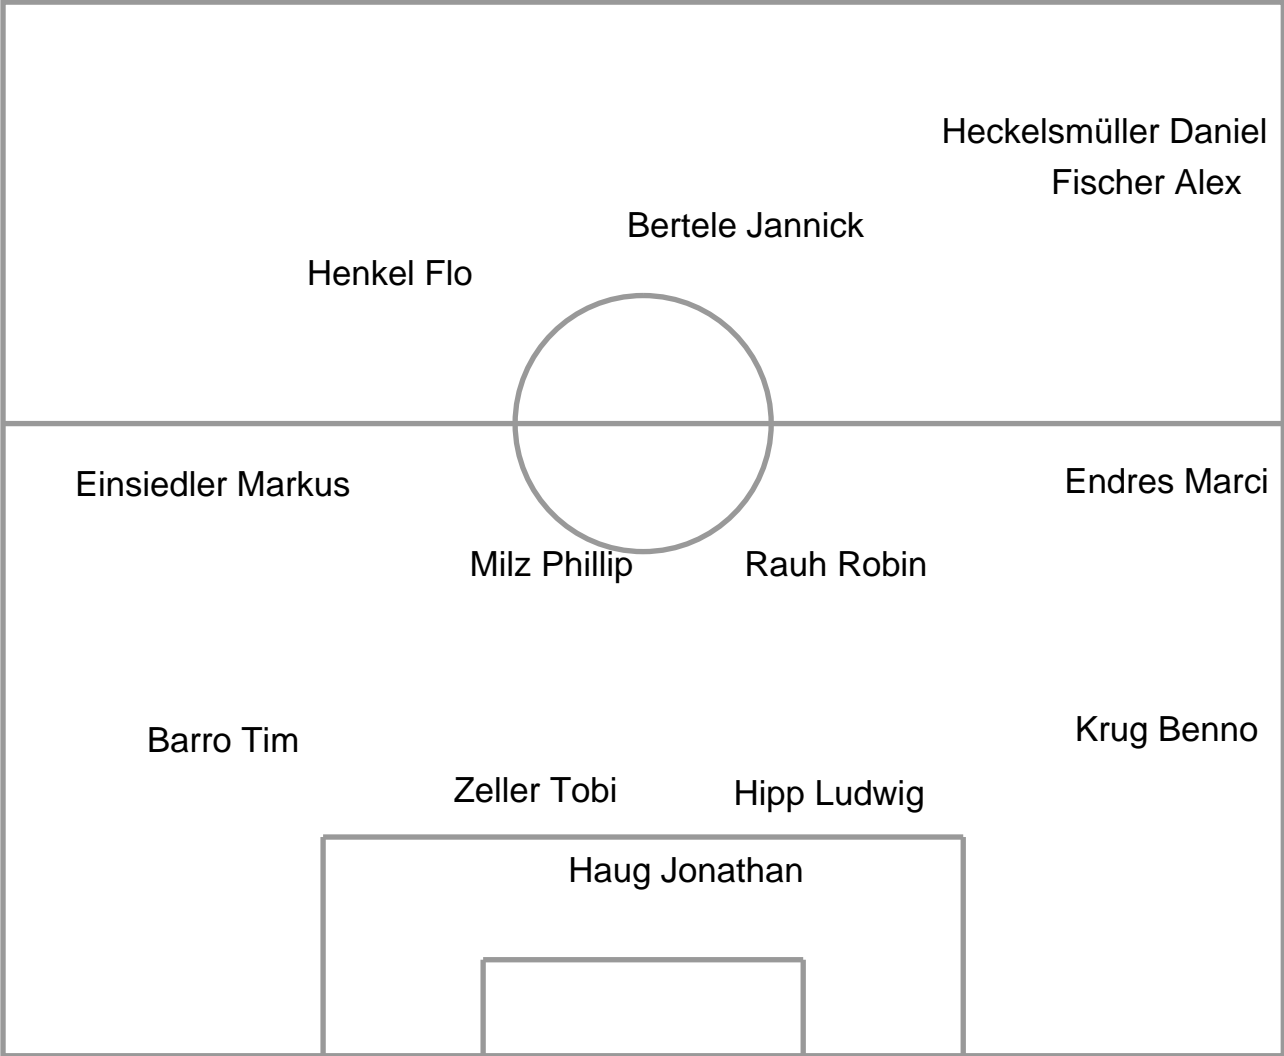 Heckelsmüller Daniel
Fischer Alex
Bertele Jannick
Henkel Flo
Einsiedler Markus
Endres Marci
Milz Phillip
Rauh Robin
Barro Tim
Krug Benno
Zeller Tobi
Hipp Ludwig
Haug Jonathan